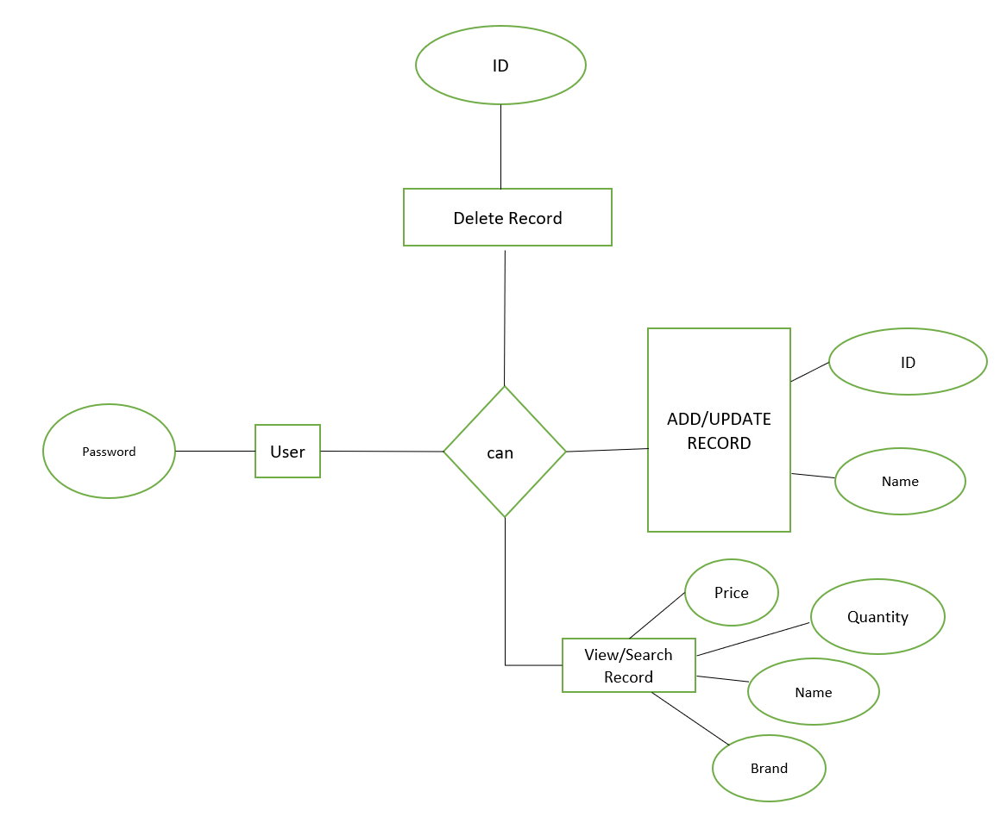 ID
Delete Record
ADD/UPDATE
RECORD
ID
Password
User
can
Name
Price
Quantity
View/Search
Record
Name
Brand